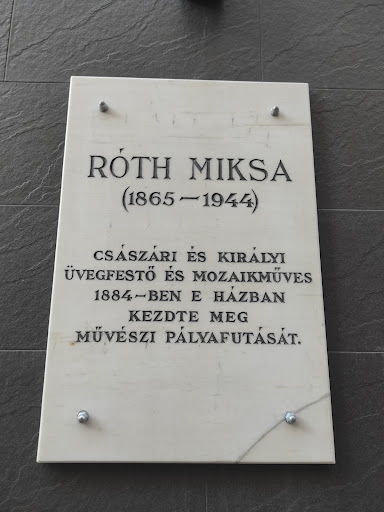 RÓTH MIKSA
(1865—1944)
CSÁSZÁRI ÉS KIRÁLYI
ÜVEGFESTŐ ÉS MOZAIKMŰVES
1884—BEN E HÁZBAN
KEZDTE MEG
MŰVÉSZI PÁLYAFUTÁSÁT.